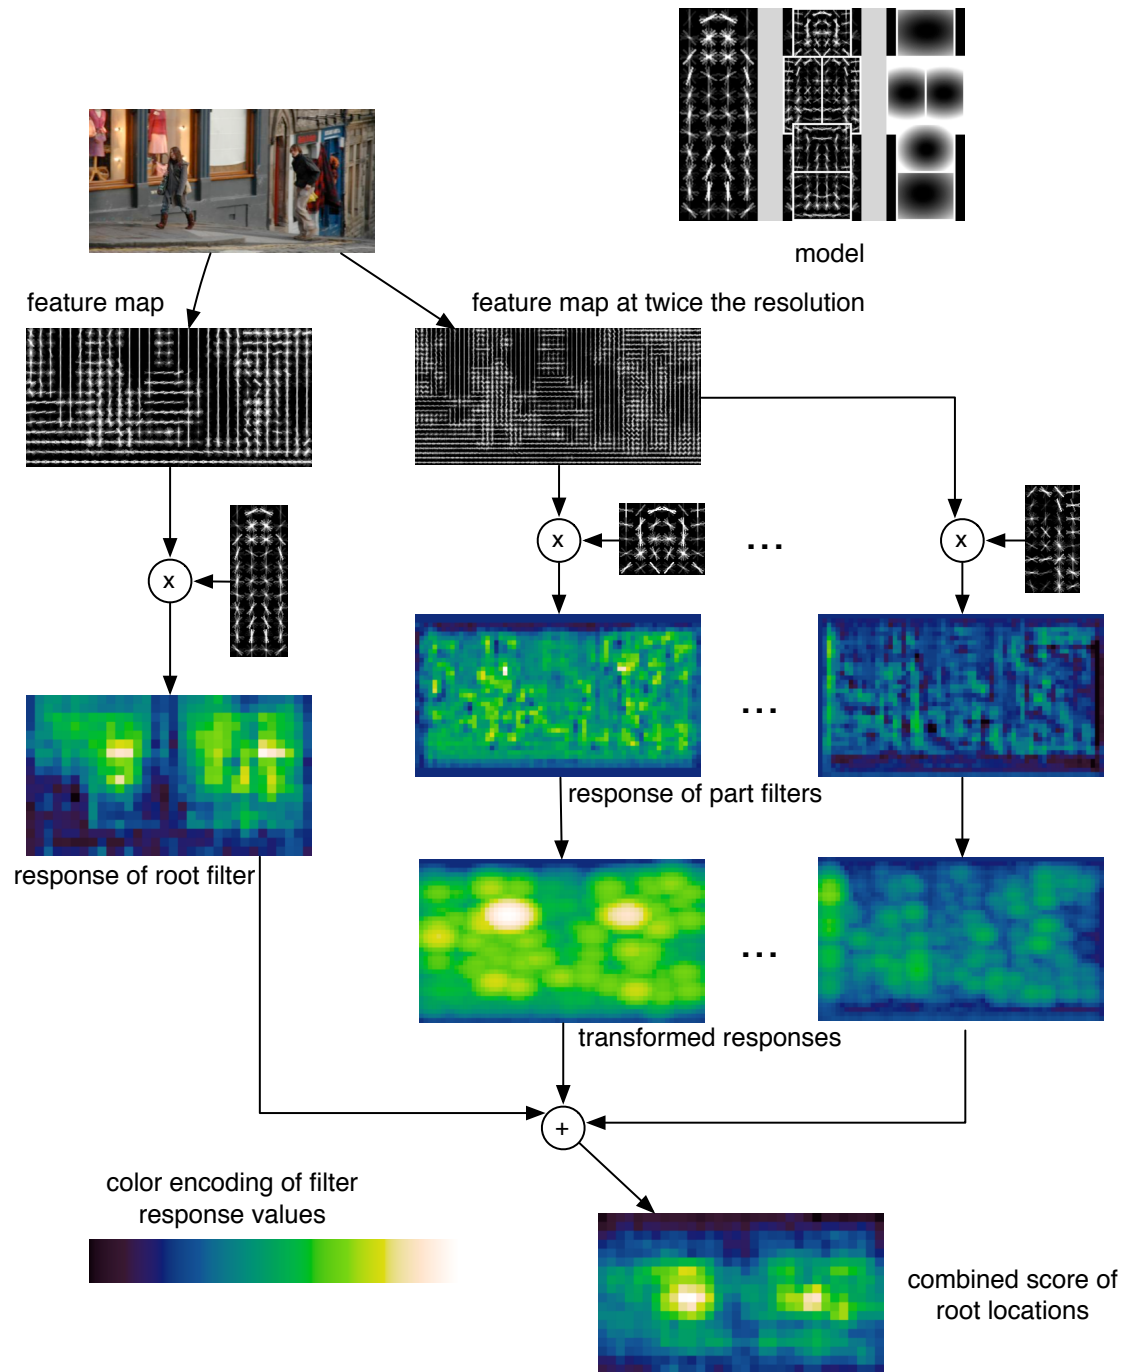 model
feature map
feature map at twice the resolution
x
x
...
x
response of part filters
...
response of root filter
...
transformed responses
+
color encoding of filter
response values
combined score of
root locations